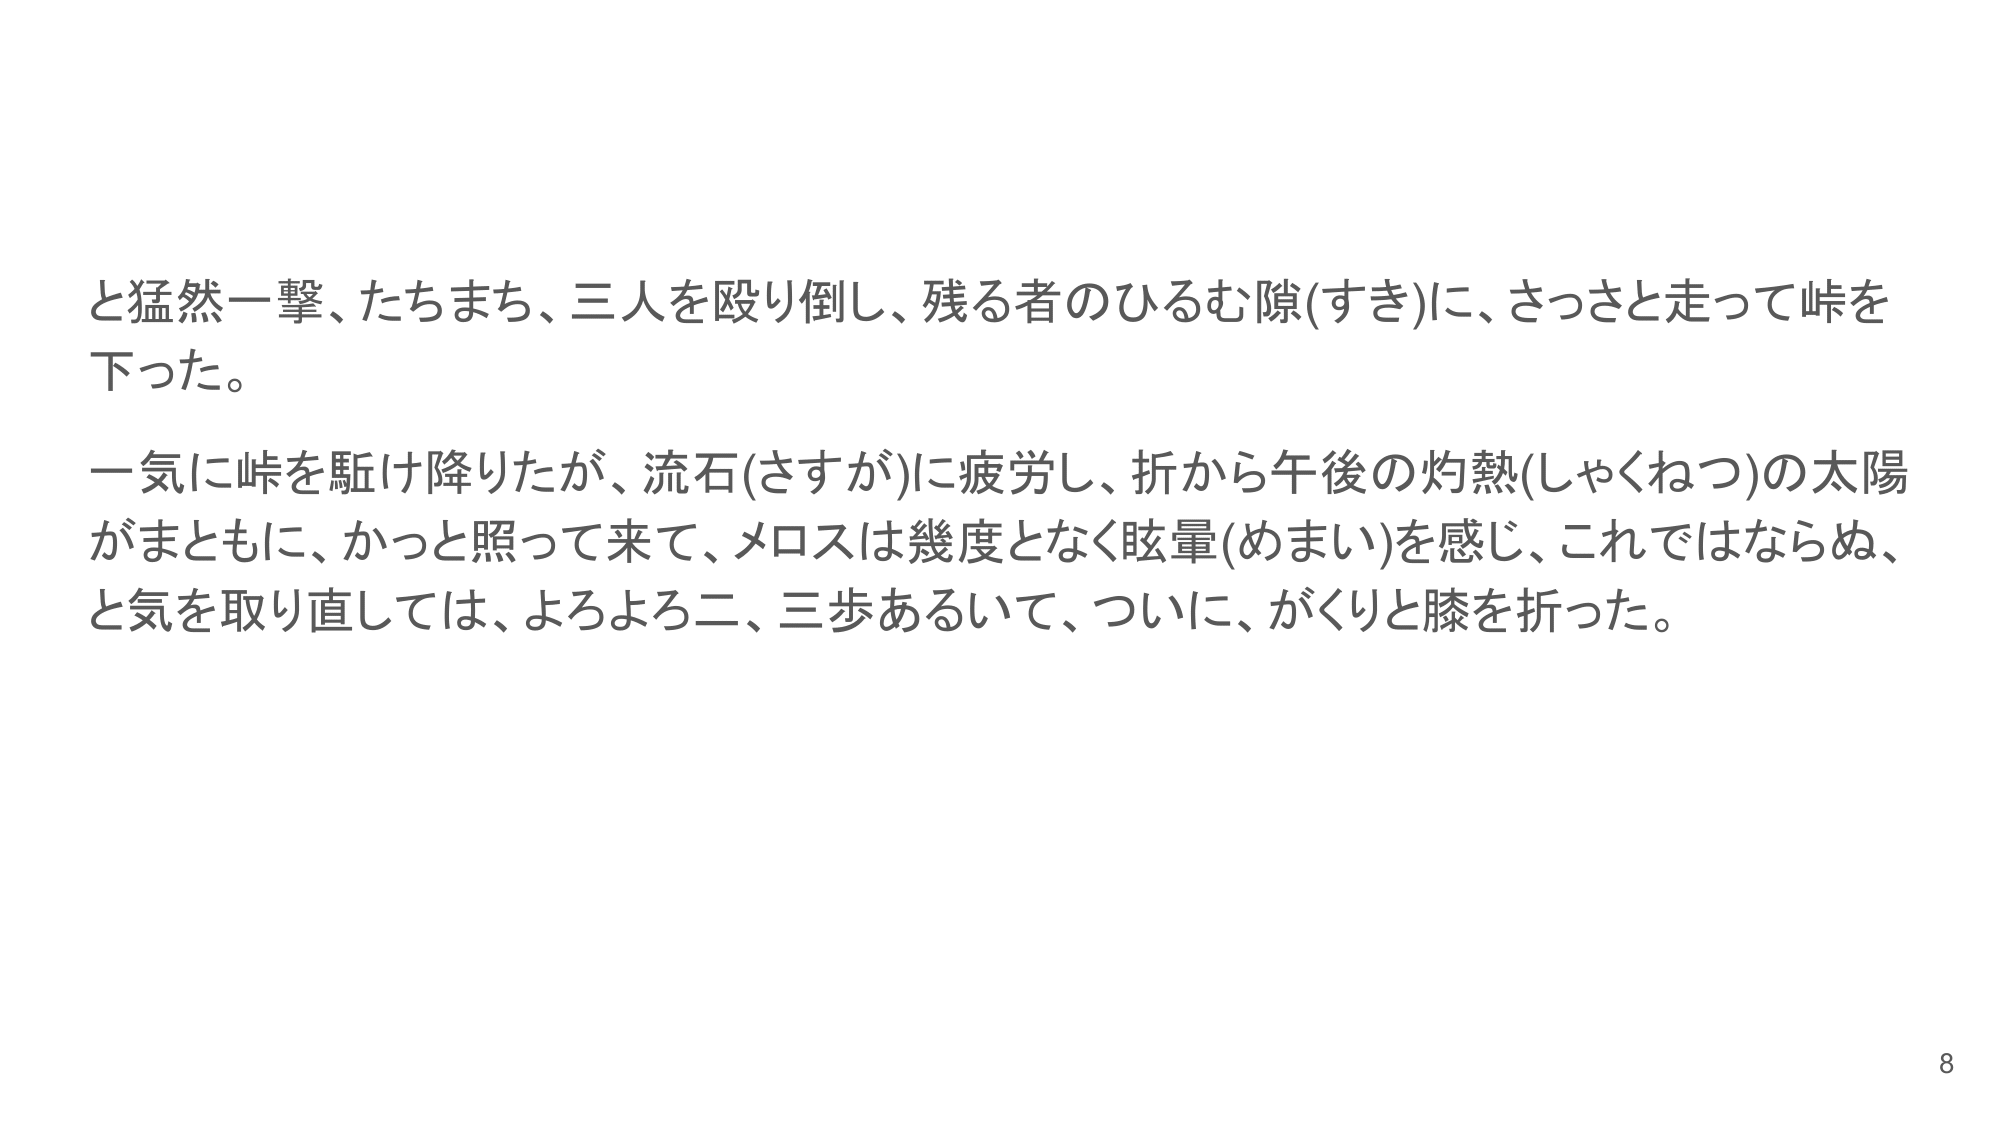 と猛然一撃、たちまち、三人を殴り倒し、残る者のひるむ隙(すき)に、さっさと走って峠を
下った。
一気に峠を駈け降りたが、流石(さすが)に疲労し、折から午後の灼熱(しゃくねつ)の太陽
がまともに、かっと照って来て、メロスは幾度となく眩暈(めまい)を感じ、これではならぬ、
と気を取り直しては、よろよろ二、三歩あるいて、ついに、がくりと膝を折った。
8